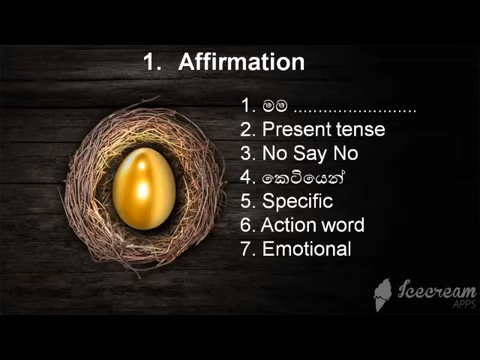 1. Affirmation
1. මම ........................
2. Present tense
3. No Say No
4. කෙටියෙන්
5. Specific
6. Action word
7. Emotional
Icecream
APPS